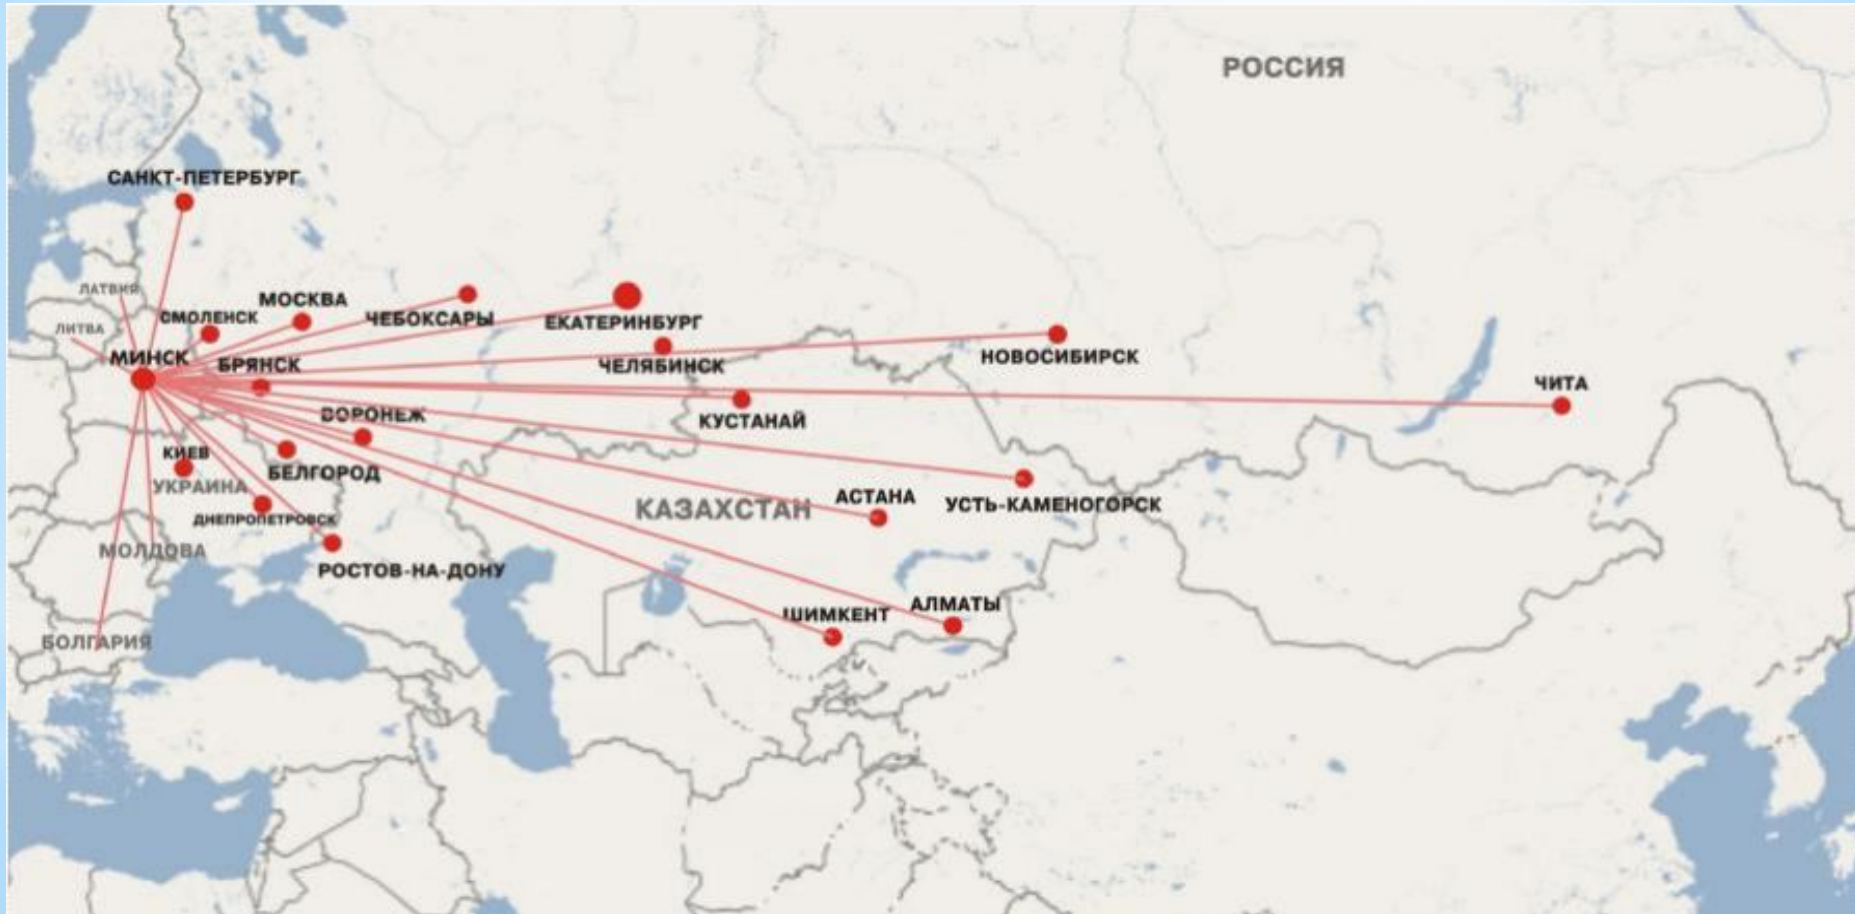 РОССИЯ
САНКТ-ПЕТЕРБУРГ
ЛАТВИЯ
МОСКВА
СМОЛЕНСК
ЧЕБОКСАРЫ
ЕКАТЕРИНБУРГ
ЛИТВА
МИНСК
БРЯНСК
ЧЕЛЯБИНСК
НОВОСИБИРСК
ЧИТА
ВОРОНЕЖ
КУСТАНАЙ
КИЕВ
БЕЛГОРОД
УКРАИНА
АСТАНА
УСТЬ-КАМЕНОГОРСК
КАЗАХСТАН
ДНЕПРОПЕТРОВСК
МОЛДОВА
РОСТОВ-НА-ДОНУ
АЛМАТЫ
ШИМКЕНТ
БОЛГАРИЯ